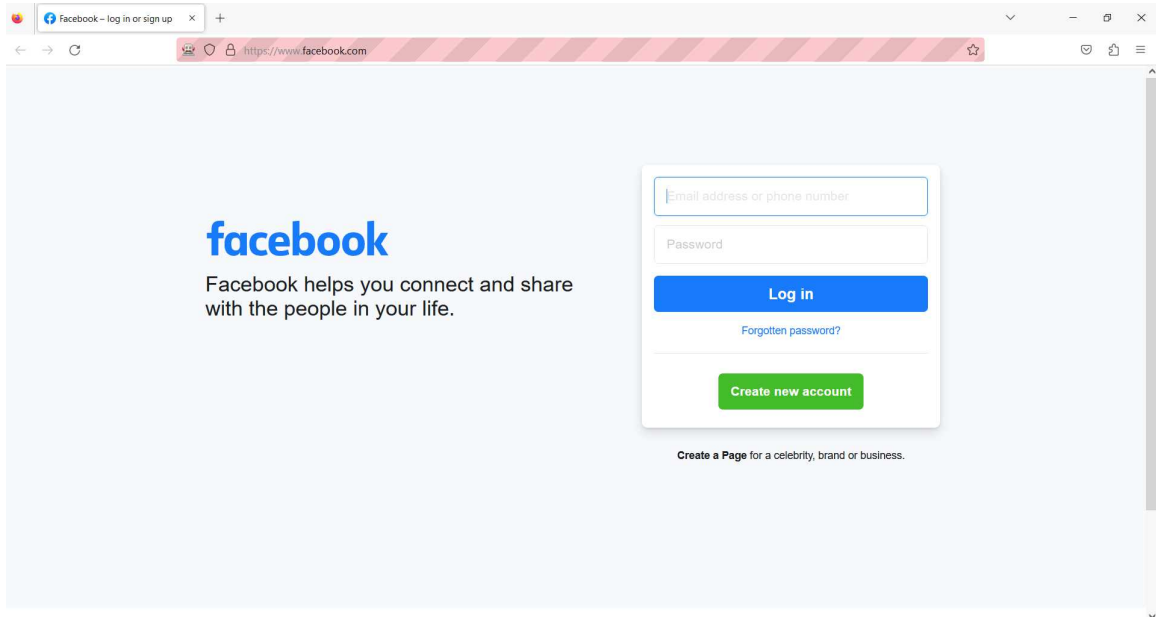 Facebook – log in or sign up
https://www.facebook.com
facebook
Facebook helps you connect and share
with the people in your life.
Email address or phone number
Password
Log in
Forgotten password?
Create new account
Create a Page for a celebrity, brand or business.